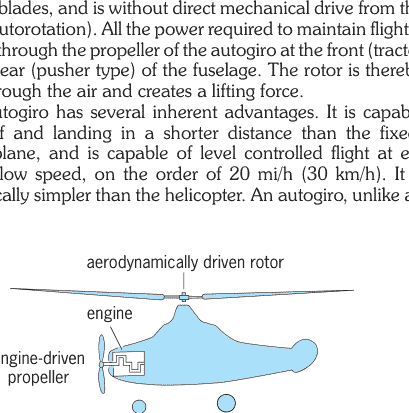 blades, and is without direct mechanical drive from th
utorotation). All the power required to maintain flight
through the propeller of the autogiro at the front (tract
ear (pusher type) of the fuselage. The rotor is thereb
rough the air and creates a lifting force.
utogiro has several inherent advantages. It is capab
f and landing in a shorter distance than the fixe
plane, and is capable of level controlled flight at e
low speed, on the order of 20 mi/h (30 km/h). It
cally simpler than the helicopter. An autogiro, unlike a
aerodynamically driven rotor
engine
ngine-driven
propeller